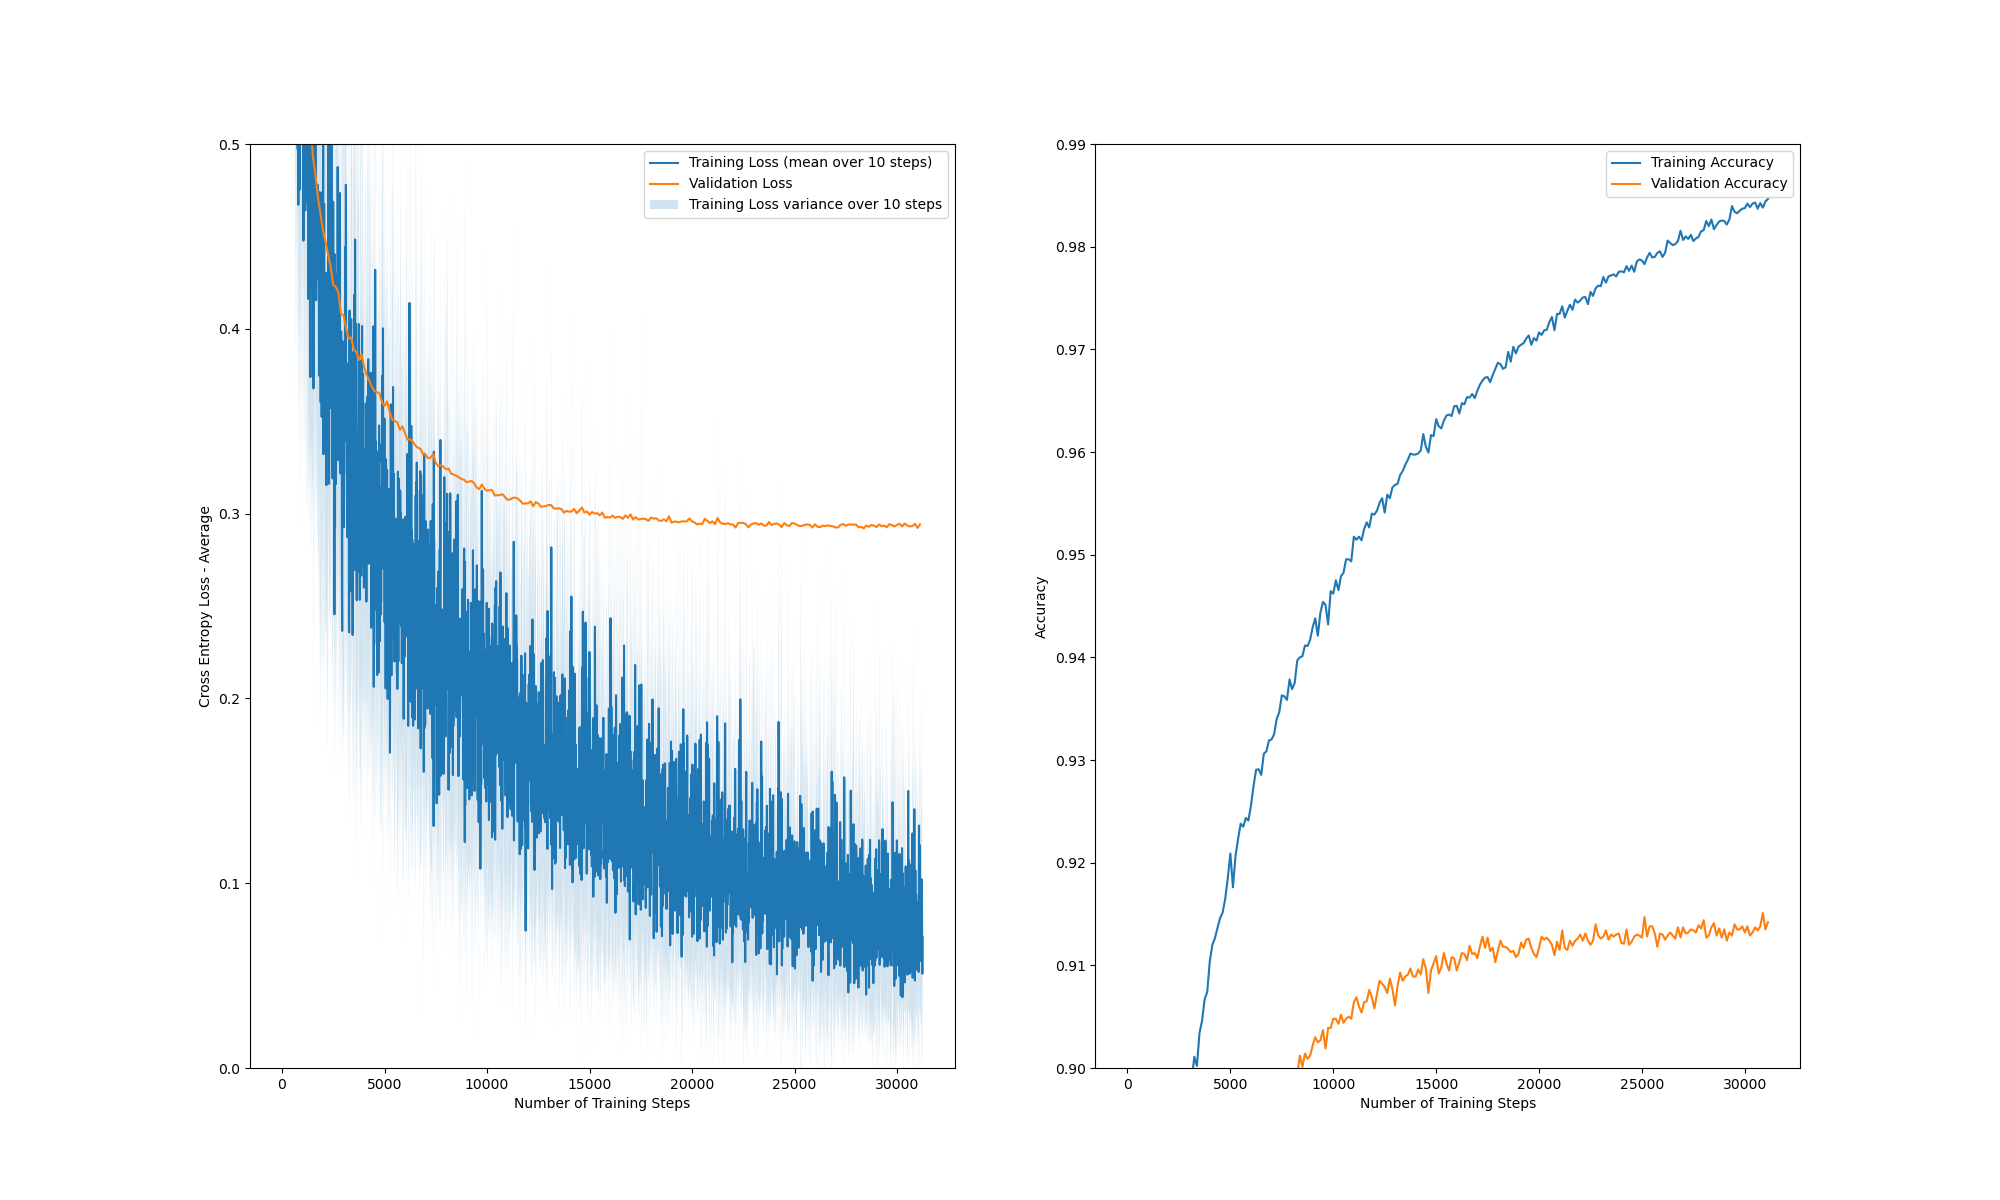 0.5
0.4
0.3
0.2
0.1
0.0
Cross Entropy Loss - Average
Training Loss (mean over 10 steps)
Validation Loss
Training Loss variance over 10 steps
0 5000 10000 15000 20000 25000 30000
Number of Training Steps
0.99
0.98
0.97
0.96
0.95
0.94
0.93
0.92
0.91
0.90
Accuracy
Training Accuracy
Validation Accuracy
0 5000 10000 15000 20000 25000 30000
Number of Training Steps